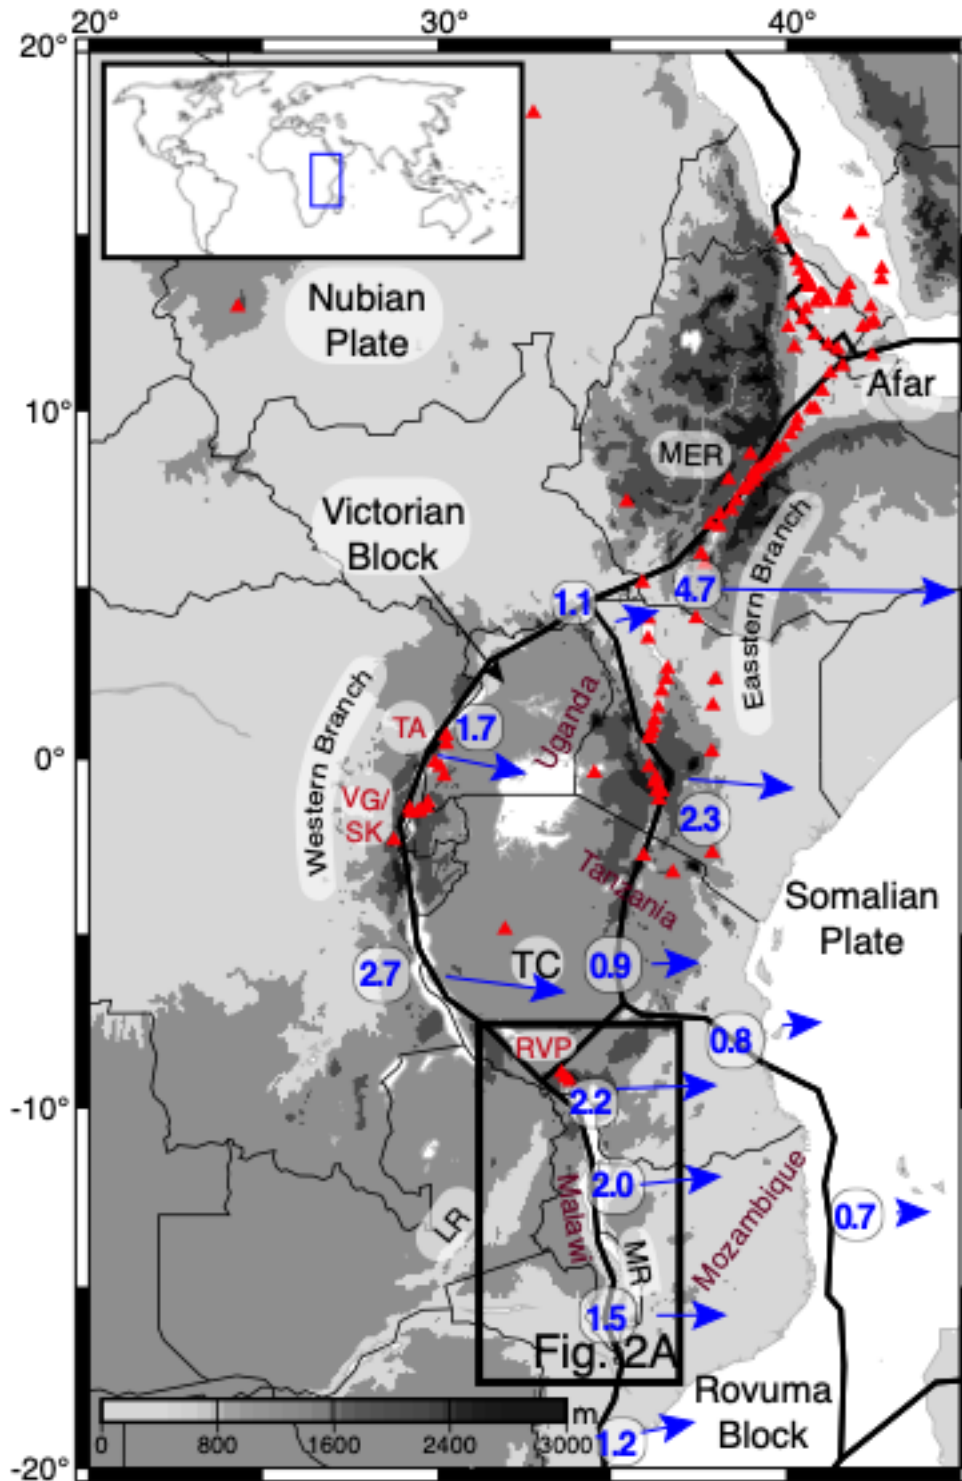 20°
30°
40°
20°
Nubian
Plate
Afar
10°
MER
Victorian
Block
Easstern Branch
1.1
4.7
Western Branch
TA
1.7
Uganda
0°
VG/
SK
2.3
Tanzania
Somalian
Plate
2.7
TC
0.9
RVP
0.8
-10°
2.2
Malawi
2.0
Mozambique
0.7
LR
MR
1.5
Fig. 2A
Rovuma
Block
m
0
800
1600
2400
3000
1.2
-20°